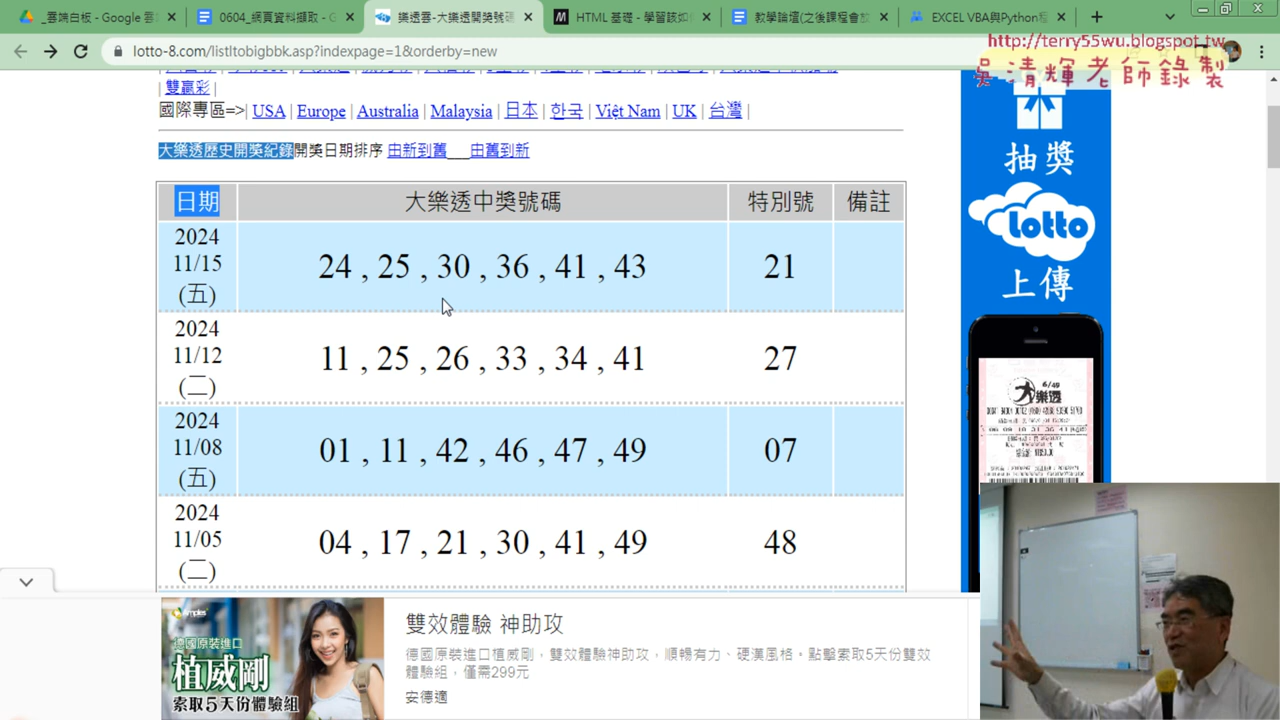 _雲端白板 - Google 雲
0604_網頁資料擷取 - G
樂透雲-大樂透開獎號碼
HTML 基礎 - 學習該如
教學論壇(之後課程會放
EXCEL VBA與Python程
lotto-8.com/listltobigbbk.asp?indexpage=1&orderby=new
http://terry55wu.blogspot.tw
吳清輝老師錄製
雙贏彩 |
國際專區=>| USA | Europe | Australia | Malaysia | 日本 | 한국 | Việt Nam | UK | 台灣 |
大樂透歷史開獎紀錄開獎日期排序 由新到舊___由舊到新
日期 大樂透中獎號碼 特別號 備註
2024
11/15
(五)
24 , 25 , 30 , 36 , 41 , 43 21
2024
11/12
(二)
11 , 25 , 26 , 33 , 34 , 41 27
2024
11/08
(五)
01 , 11 , 42 , 46 , 47 , 49 07
2024
11/05
(二)
04 , 17 , 21 , 30 , 41 , 49 48
抽獎
lotto
上傳
6/49
大樂透
德國原裝進口
植威剛
索取5天份體驗組
雙效體驗 神助攻
德國原裝進口植威剛，雙效體驗神助攻，順暢有力、硬漢風格。點擊索取5天份雙效
體驗組，僅需299元
安德適